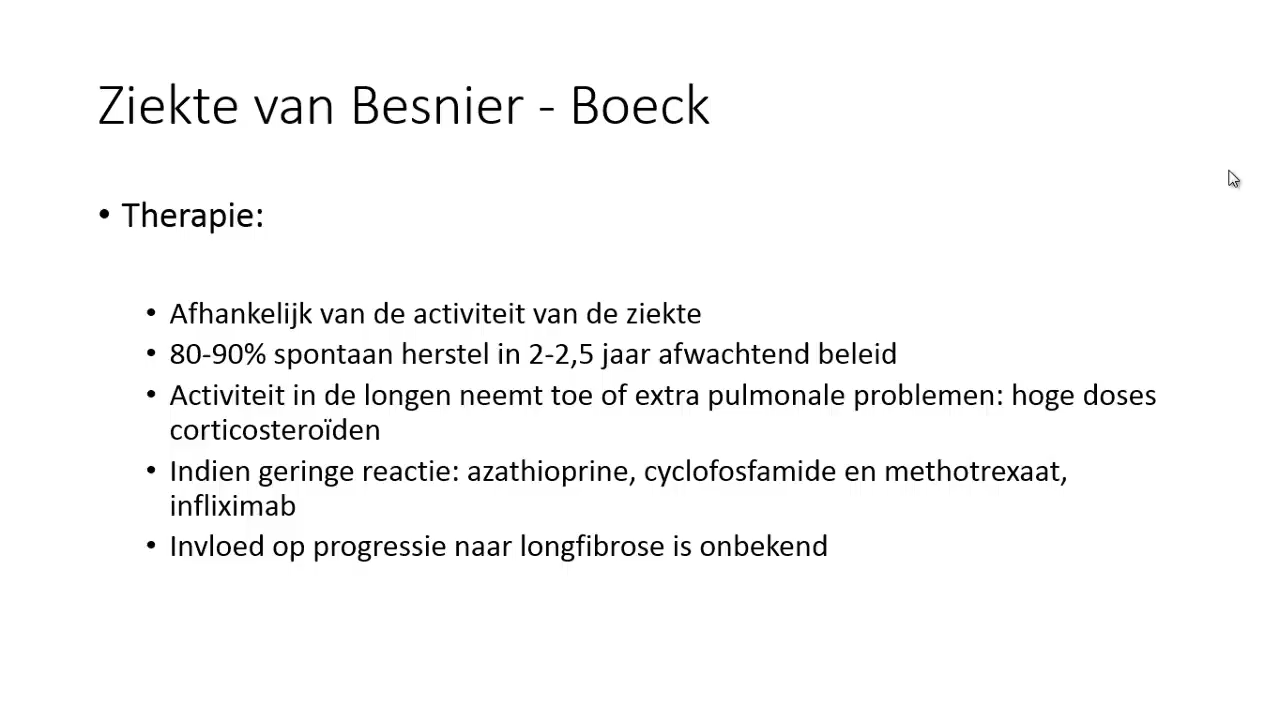 Ziekte van Besnier - Boeck
• Therapie:
• Afhankelijk van de activiteit van de ziekte
• 80-90% spontaan herstel in 2-2,5 jaar afwachtend beleid
• Activiteit in de longen neemt toe of extra pulmonale problemen: hoge doses
corticosteroïden
• Indien geringe reactie: azathioprine, cyclofosfamide en methotrexaat,
infliximab
• Invloed op progressie naar longfibrose is onbekend